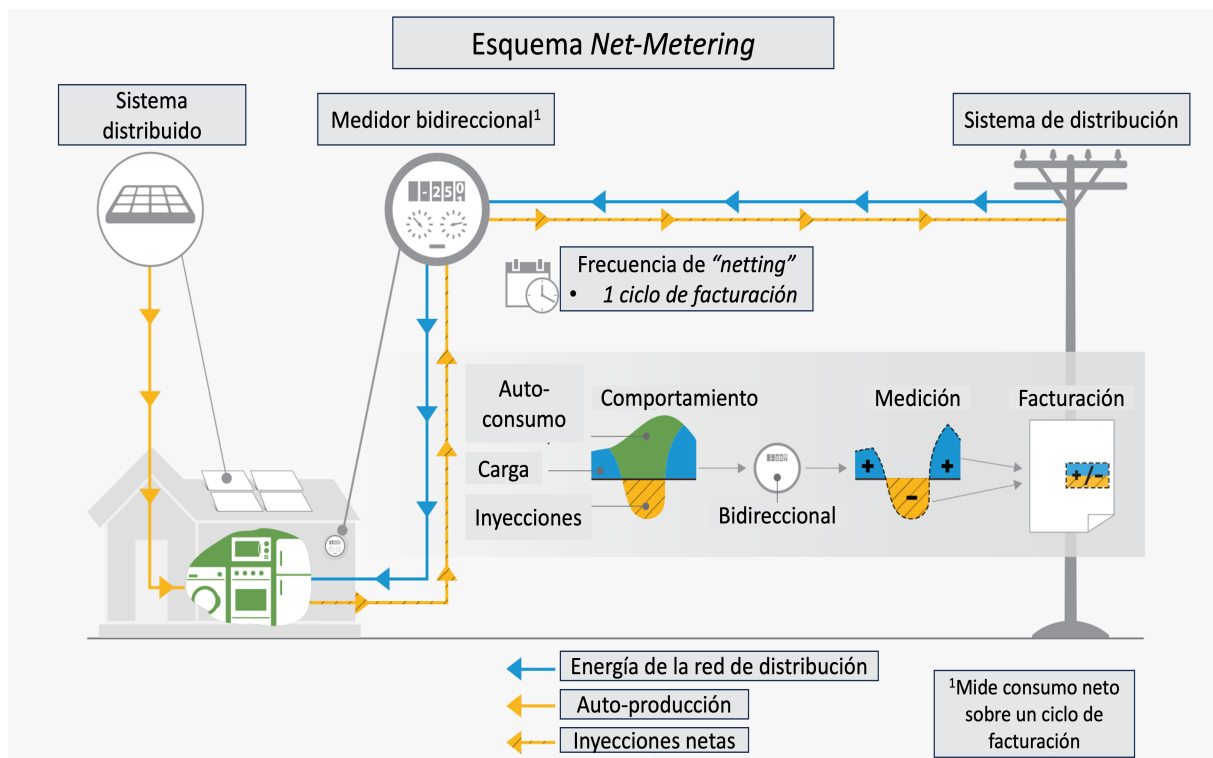 Esquema Net-Metering
Sistema
distribuido
Medidor bidireccional¹
Sistema de distribución
-250
1
Frecuencia de “netting”
• 1 ciclo de facturación
Auto-
consumo
Comportamiento
Medición
Facturación
Carga
+
+
+/-
-
Inyecciones
Bidireccional
Energía de la red de distribución
Auto-producción
Inyecciones netas
¹Mide consumo neto
sobre un ciclo de
facturación